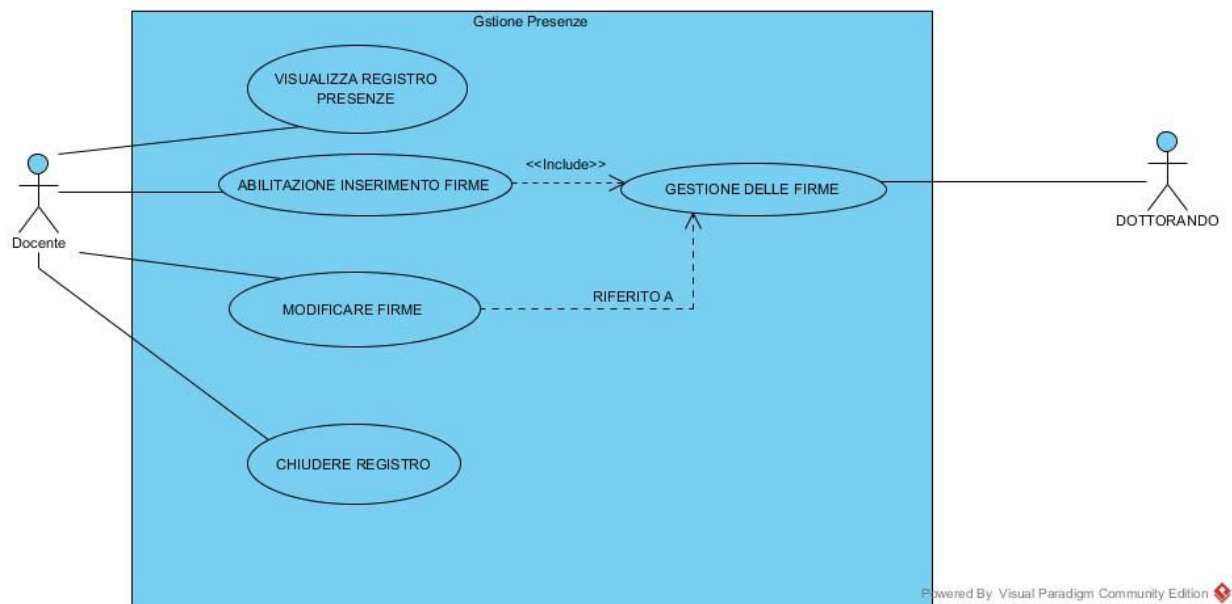 Gstione Presenze
VISUALIZZA REGISTRO
PRESENZE
<<Include>>
ABILITAZIONE INSERIMENTO FIRME
GESTIONE DELLE FIRME
DOTTORANDO
Docente
RIFERITO A
MODIFICARE FIRME
CHIUDERE REGISTRO
Powered By Visual Paradigm Community Edition